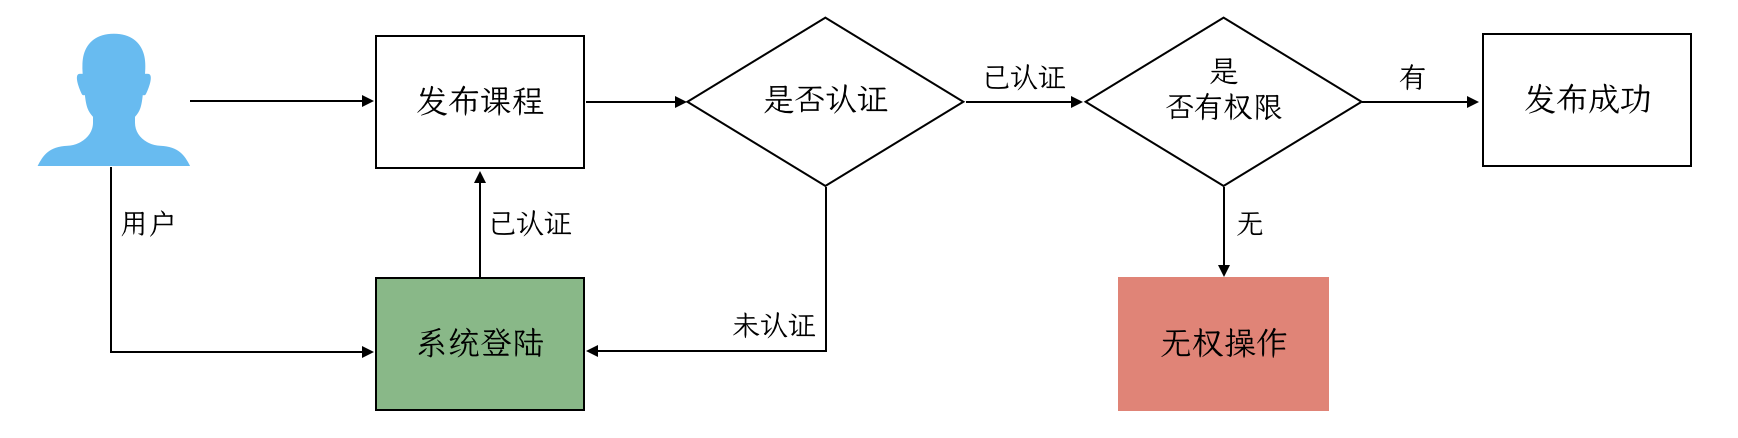 发布课程
是否认证
已认证
是
否有权限
有
发布成功
用户
已认证
无
未认证
系统登陆
无权操作